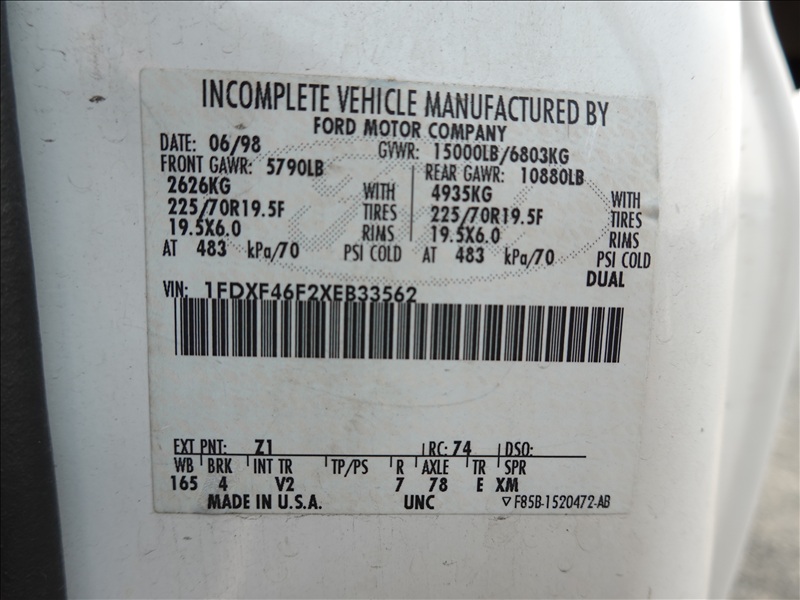 INCOMPLETE VEHICLE MANUFACTURED BY
FORD MOTOR COMPANY
DATE: 06/98 GVWR: 15000LB/6803KG
FRONT GAWR: 5790LB REAR GAWR: 10880LB
2626KG WITH 4935KG WITH
225/70R19.5F TIRES 225/70R19.5F TIRES
19.5X6.0 RIMS 19.5X6.0 RIMS
AT 483 kPa/70 PSI COLD AT 483 kPa/70 PSI COLD
DUAL
VIN: 1FDXF46F2XEB33562
EXT PNT: Z1 RC: 74 DSO:
WB BRK INT TR TP/PS R AXLE TR SPR
165 4 V2 7 78 E XM
MADE IN U.S.A. UNC ▽ F85B-1520472-AB